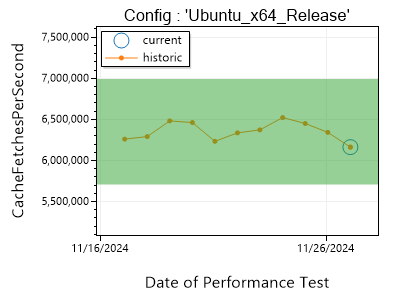 Config : 'Ubuntu_x64_Release'
current
historic
CacheFetchesPerSecond
7,500,000
7,000,000
6,500,000
6,000,000
5,500,000
11/16/2024
11/26/2024
Date of Performance Test